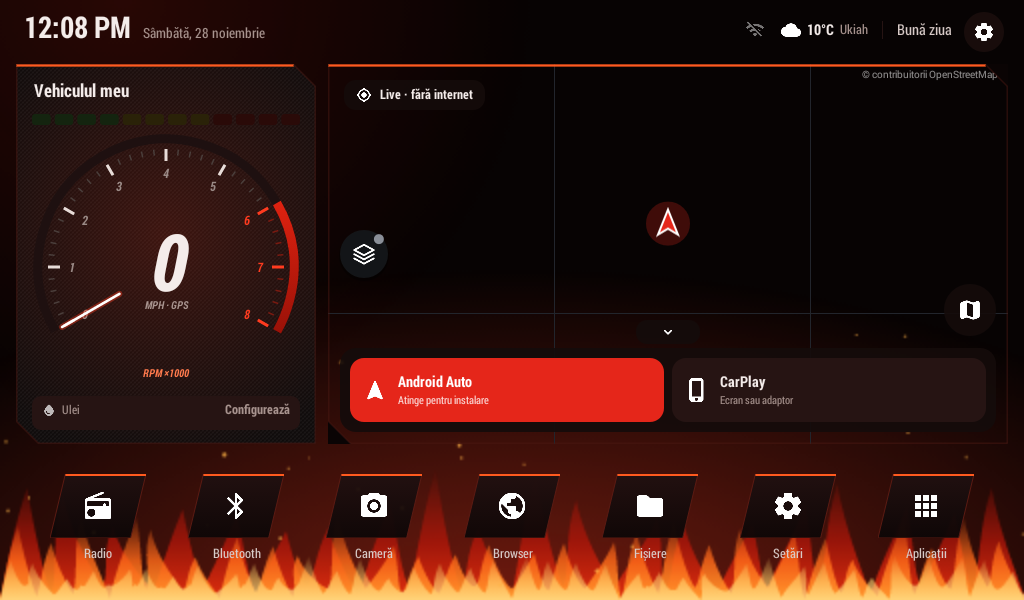 12:08 PM
Sâmbătă, 28 noiembrie
10°C Ukiah
Bună ziua
Vehiculul meu
© contribuitorii OpenStreetMap
Live · fără internet
1
2
3
4
5
6
7
8
0
MPH · GPS
RPM×1000
Ulei
Configurează
Android Auto
Atinge pentru instalare
CarPlay
Ecran sau adaptor
Radio
Bluetooth
Cameră
Browser
Fișiere
Setări
Aplicații